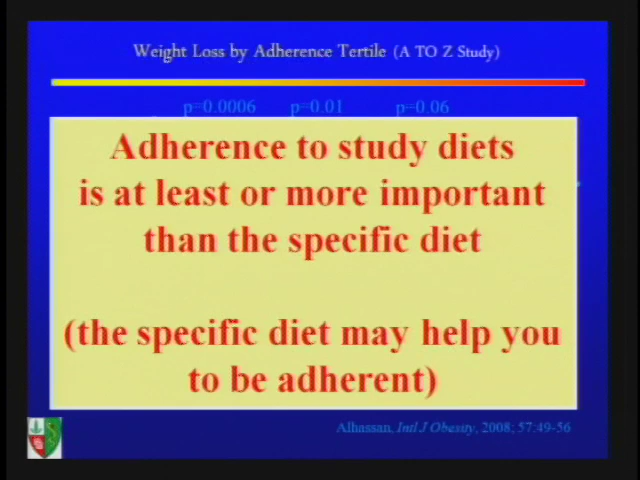 Weight Loss by Adherence Tertile (A TO Z Study)
p=0.0006 p=0.01 p=0.06
Adherence to study diets
is at least or more important
than the specific diet
(the specific diet may help you
to be adherent)
Alhassan, Intl J Obesity, 2008; 57:49-56